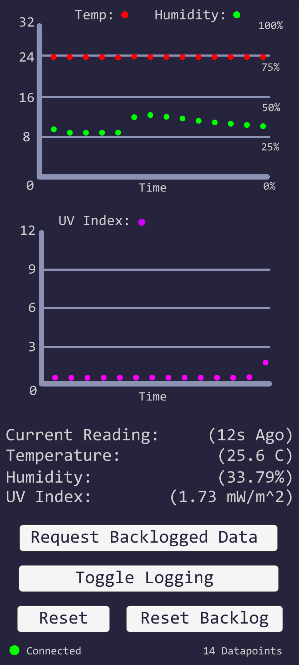 Temp: Humidity:
32
100%
24
75%
16
50%
8
25%
0
Time
0%
UV Index:
12
9
6
3
0
Time
Current Reading: (12s Ago)
Temperature: (25.6 C)
Humidity: (33.79%)
UV Index: (1.73 mW/m^2)
Request Backlogged Data
Toggle Logging
Reset
Reset Backlog
Connected
14 Datapoints